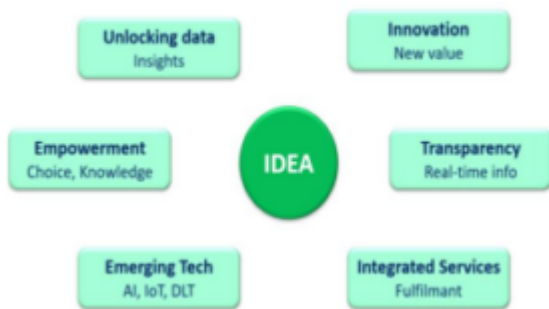 Unlocking data
Insights
Innovation
New value
Empowerment
Choice, Knowledge
IDEA
Transparency
Real-time info
Emerging Tech
AI, IoT, DLT
Integrated Services
Fulfilmant